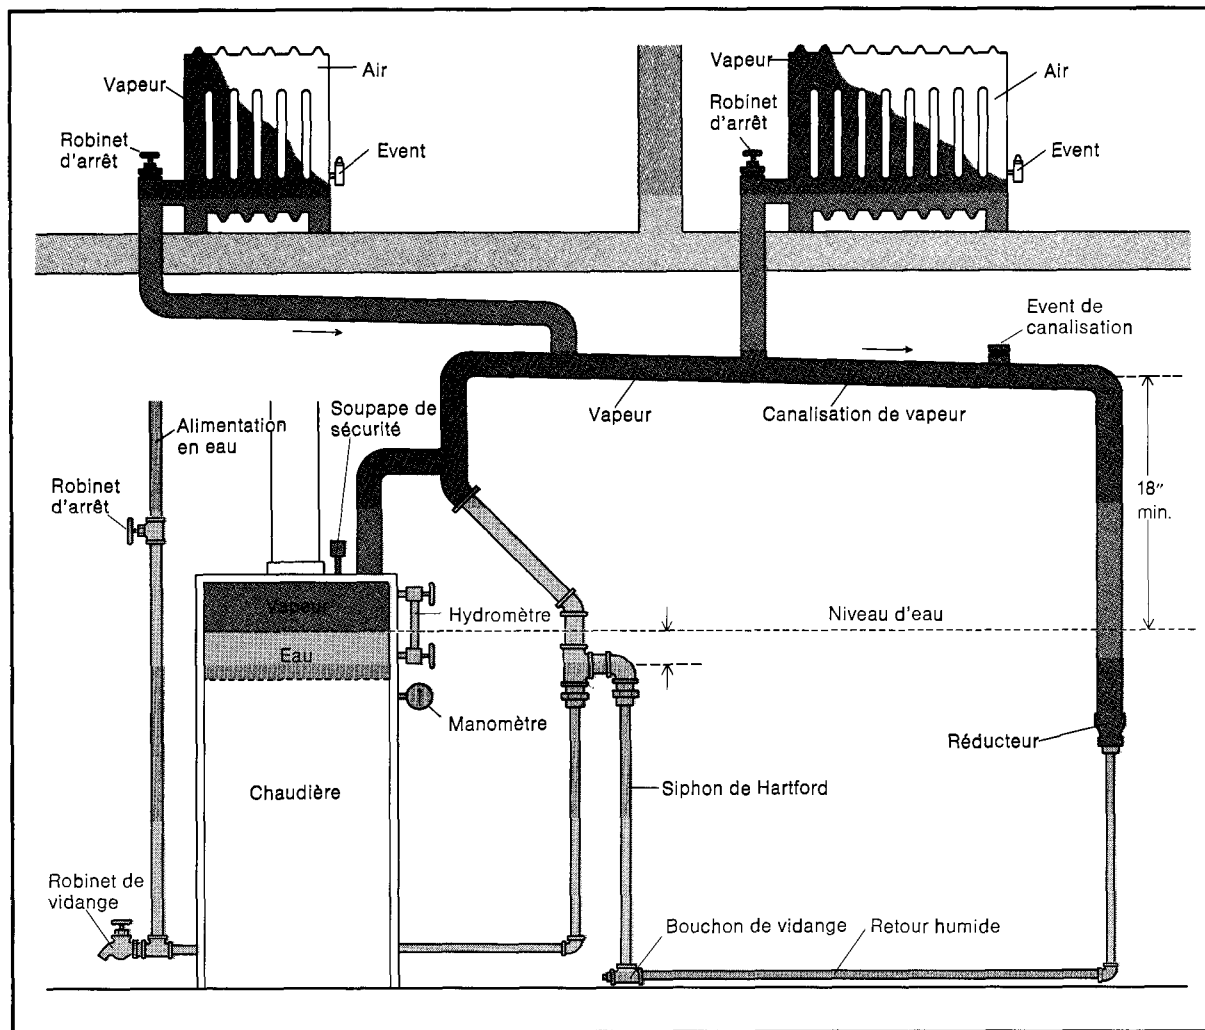 Vapeur
Air
Robinet
d'arrêt
Event
Vapeur
Air
Robinet
d'arrêt
Event
Event de
canalisation
Vapeur
Canalisation de vapeur
Soupape de
sécurité
Alimentation
en eau
Robinet
d'arrêt
18"
min.
Vapeur
Hydromètre
Niveau d'eau
Eau
Manomètre
Réducteur
Chaudière
Siphon de Hartford
Robinet de
vidange
Bouchon de vidange
Retour humide